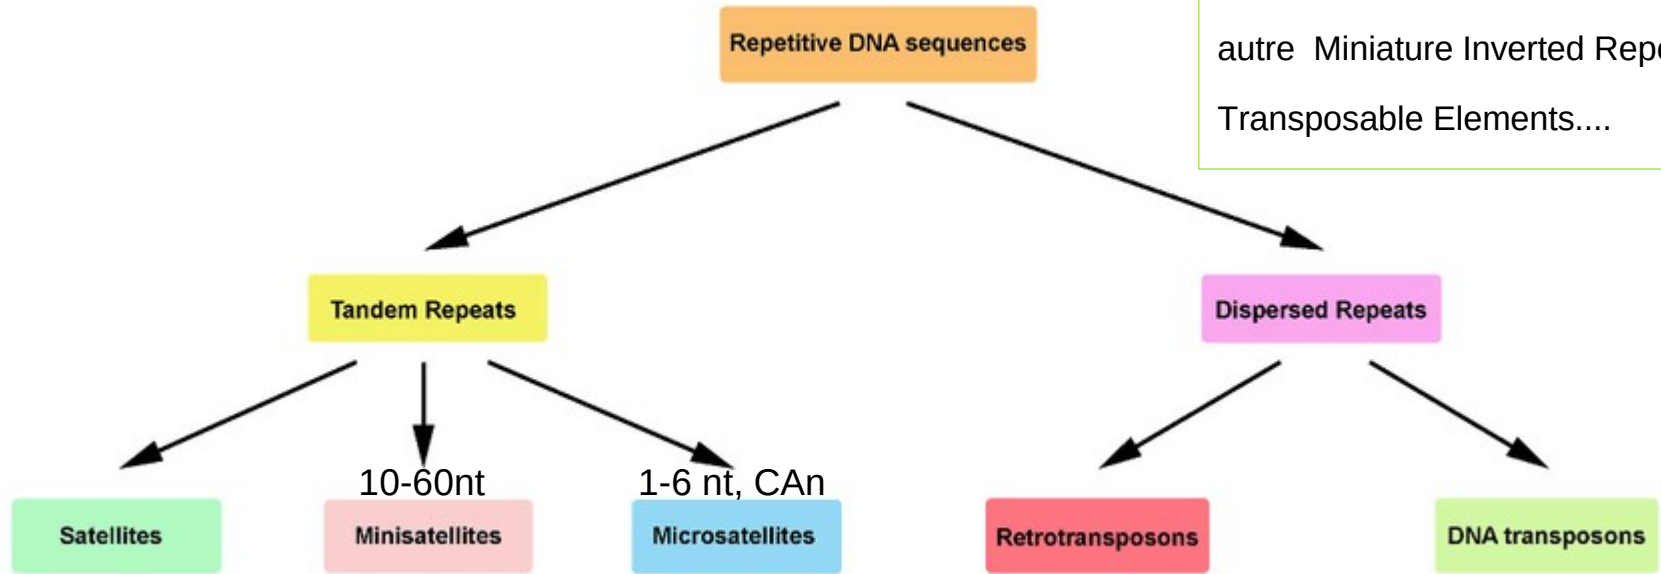 Repetitive DNA sequences
autre Miniature Inverted
Transposable Elements....
Tandem Repeats
Dispersed Repeats
10-60nt
1-6 nt, CAn
Satellites
Minisatellites
Microsatellites
Retrotransposons
DNA transposons